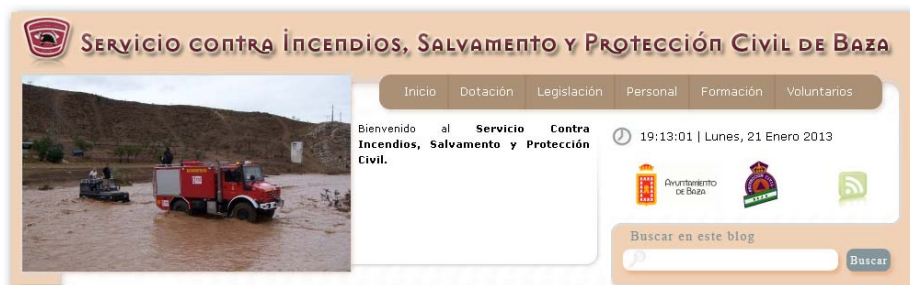 Servicio contra Incendios, Salvamento y Protección Civil de Baza
Inicio Dotación Legislación Personal Formación Voluntarios
Bienvenido al Servicio Contra
Incendios, Salvamento y Protección
Civil.
19:13:01 | Lunes, 21 Enero 2013
Ayuntamiento
DE BAZA
Buscar en este blog
Buscar